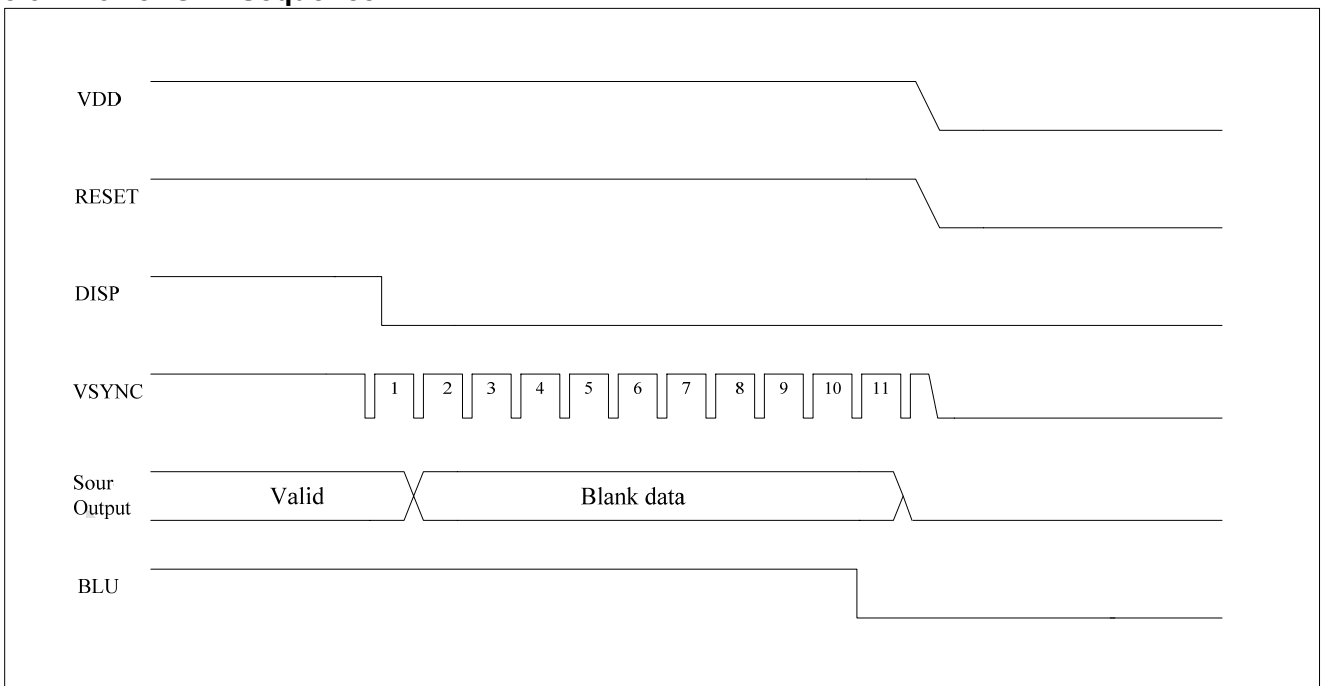 VDD
RESET
DISP
VSYNC 1 2 3 4 5 6 7 8 9 10 11
Sour
Output
Valid Blank data
BLU